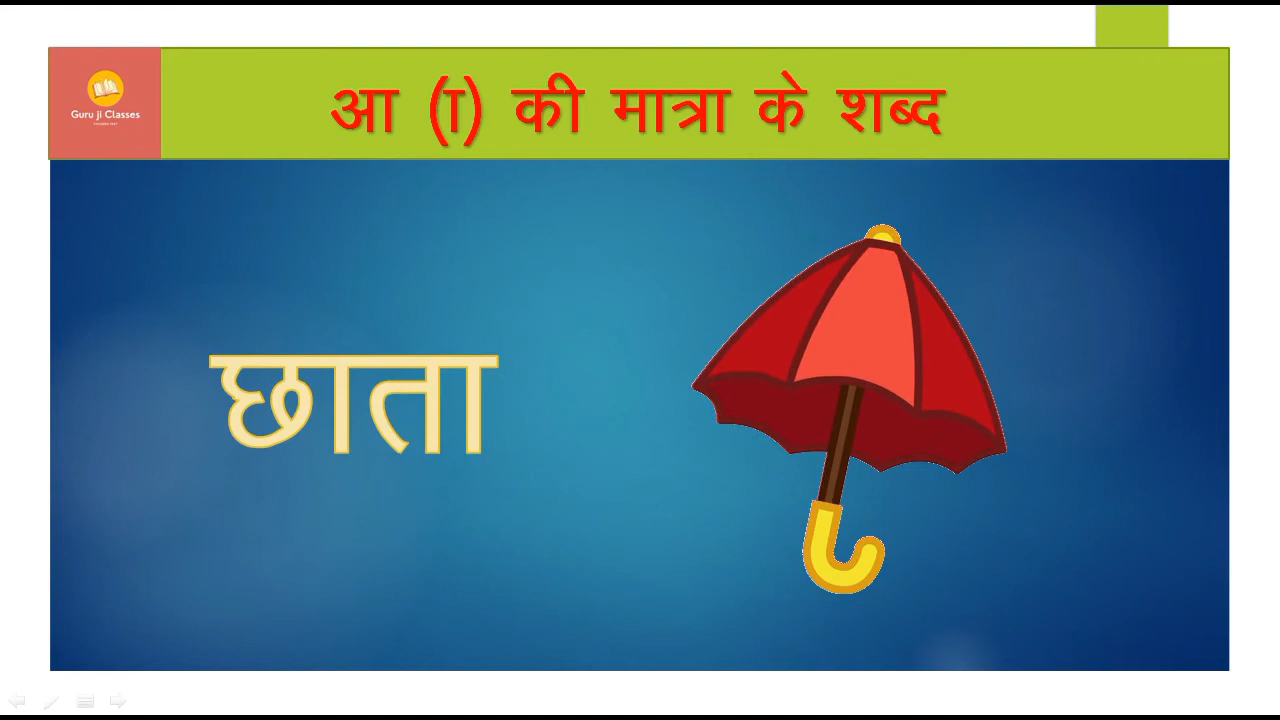 आ (ा) की मात्रा के शब्द
Guru ji Classes
छाता